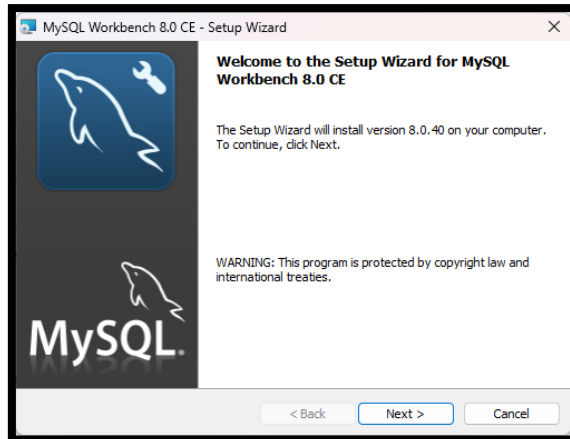 MySQL Workbench 8.0 CE - Setup Wizard
Welcome to the Setup Wizard for MySQL
Workbench 8.0 CE
The Setup Wizard will install version 8.0.40 on your computer.
To continue, click Next.
WARNING: This program is protected by copyright law and
international treaties.
MySQL.
< Back
Next >
Cancel